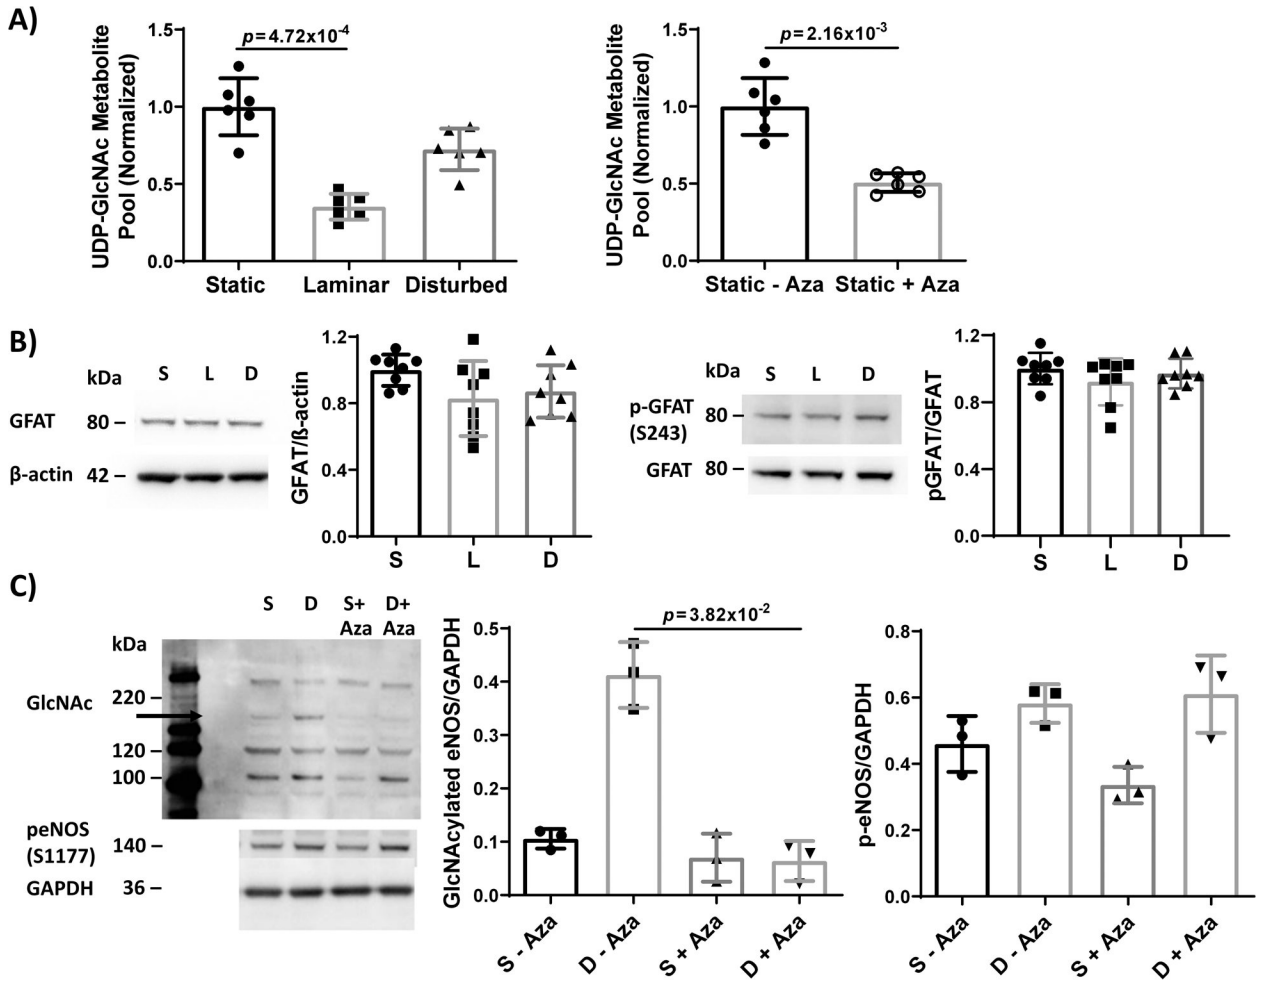 A)
UDP-GlcNAc Metabolite
Pool (Normalized)
1.5
1.0
0.5
0.0
p=4.72x10-4
Static
Laminar
Disturbed
UDP-GlcNAc Metabolite
Pool (Normalized)
1.5
1.0
0.5
0.0
p=2.16x10-3
Static - Aza
Static + Aza
B)
kDa
S
L
D
GFAT
80
β-actin
42
GFAT/ß-actin
1.2
0.8
0.4
0.0
S
L
D
kDa
S
L
D
p-GFAT
(S243)
80
GFAT
80
pGFAT/GFAT
1.2
0.8
0.4
0.0
S
L
D
C)
S
D
S+
Aza
D+
Aza
kDa
GlcNAc
220
120
100
peNOS
(S1177)
140
GAPDH
36
GlcNAcylated eNOS/GAPDH
0.5
0.4
0.3
0.2
0.1
0.0
p=3.82x10-2
S - Aza
D - Aza
S + Aza
D + Aza
p-eNOS/GAPDH
0.8
0.6
0.4
0.2
0.0
S - Aza
D - Aza
S + Aza
D + Aza